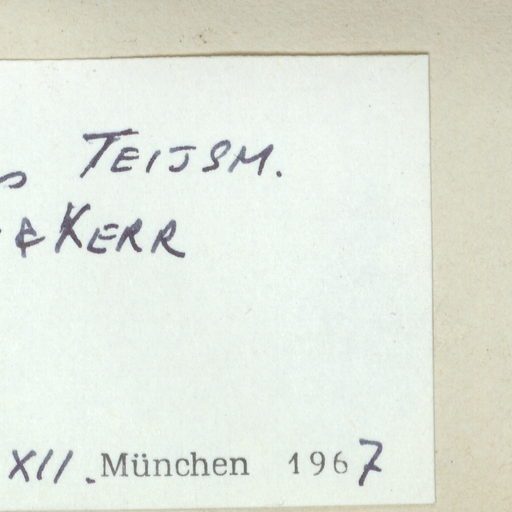 TEIJSM.
& KERR
XII. München 1967